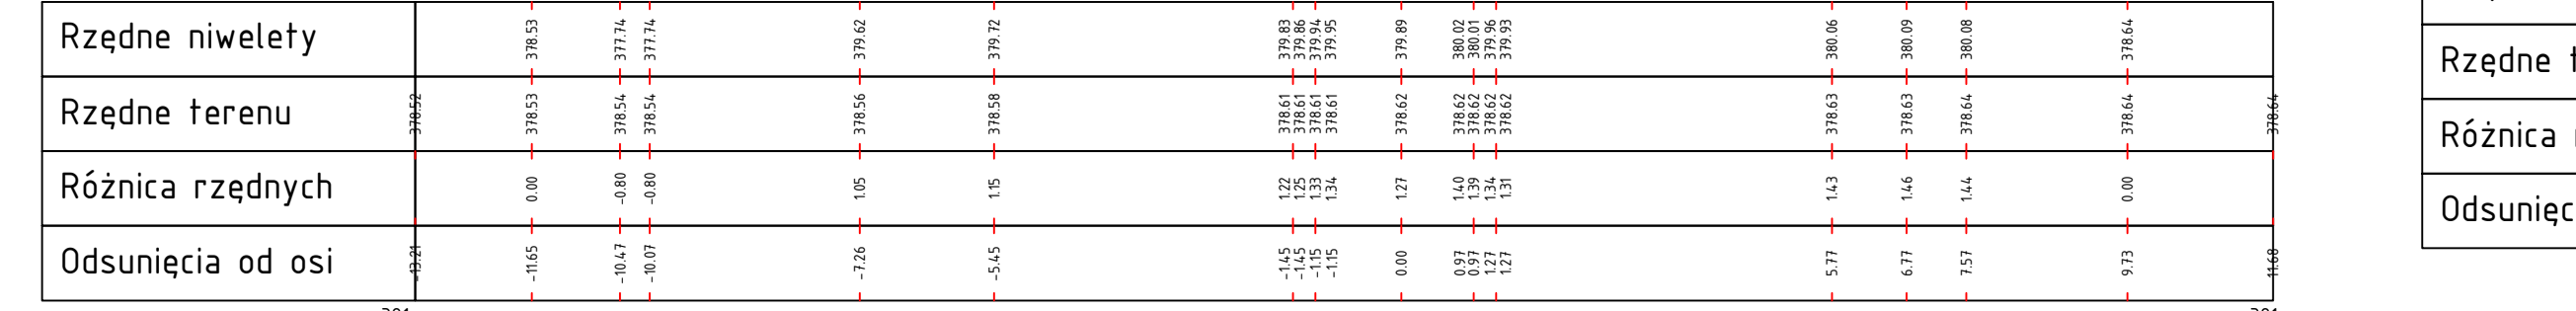 Rzędne niwelety 378.53 377.74 377.74 379.62 379.72 379.83 379.86 379.94 379.95 379.89 380.02 380.01 379.96 379.93 380.06 380.09 380.08 378.64
Rzędne terenu 378.52 378.53 378.54 378.54 378.56 378.58 378.61 378.61 378.61 378.61 378.62 378.62 378.62 378.62 378.62 378.63 378.63 378.64 378.64 378.64
Rzędne
Różnica rzędnych 0.00 -0.80 -0.80 1.05 1.15 1.22 1.25 1.33 1.34 1.27 1.40 1.39 1.34 1.31 1.43 1.46 1.44 0.00
Różnica
Odsunięcia od osi -13.21 -11.65 -10.47 -10.07 -7.26 -5.45 -1.45 -1.45 -1.15 -1.15 0.00 0.97 0.97 1.27 1.27 5.77 6.77 7.57 9.73 11.68
Odsunięc